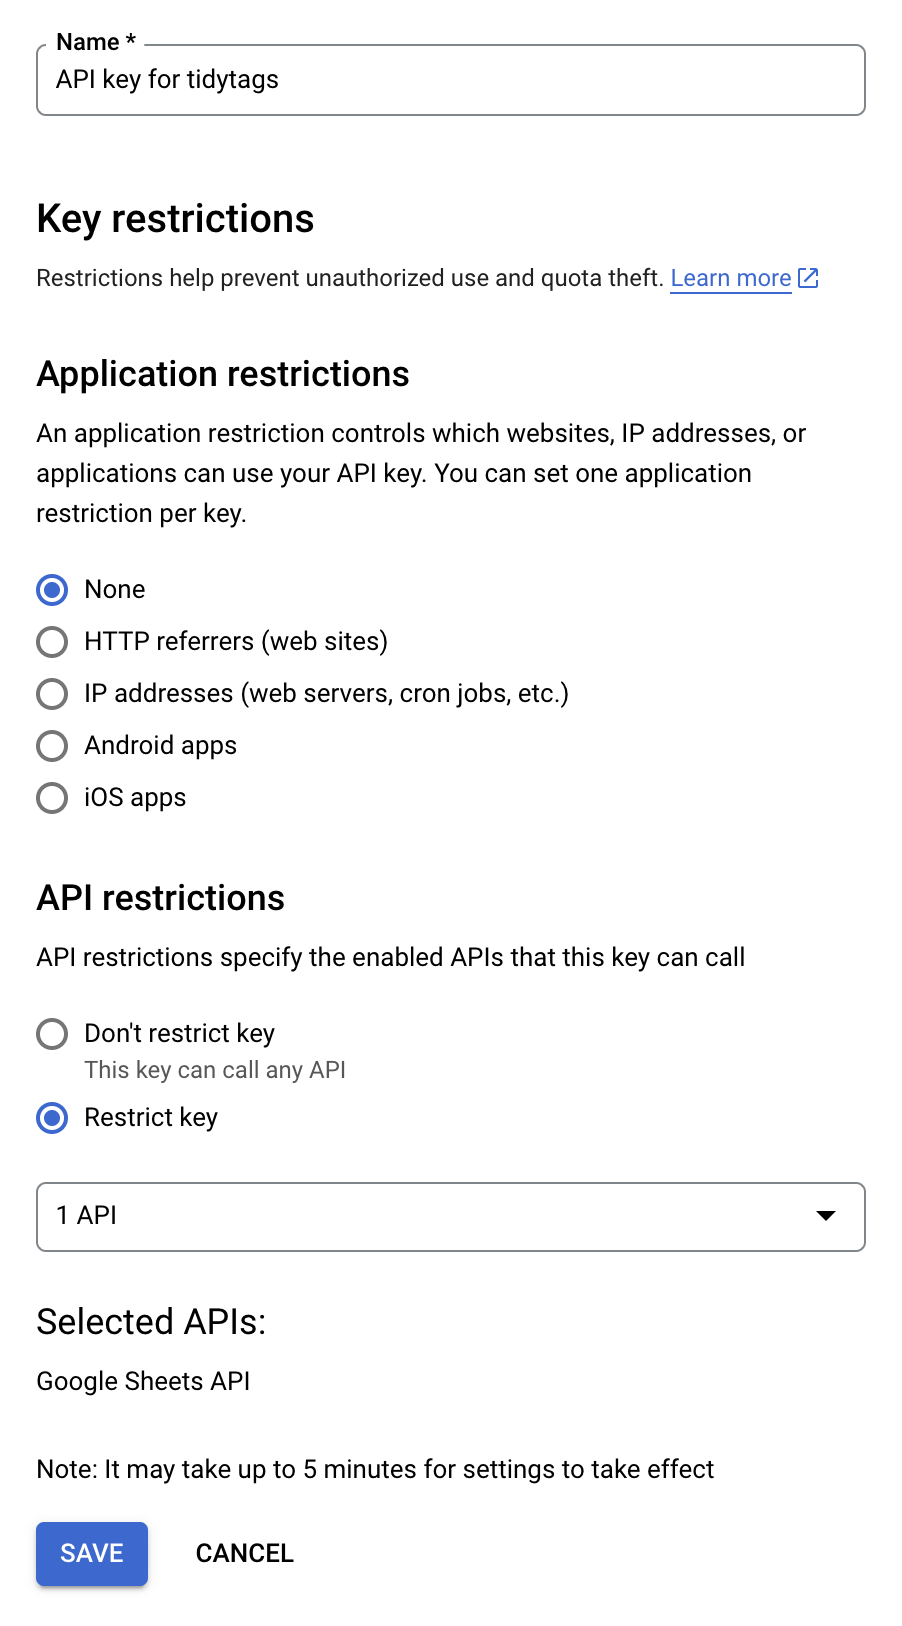 Name *
API key for tidytags
Key restrictions
Restrictions help prevent unauthorized use and quota theft. Learn more
Application restrictions
An application restriction controls which websites, IP addresses, or
applications can use your API key. You can set one application
restriction per key.
None
HTTP referrers (web sites)
IP addresses (web servers, cron jobs, etc.)
Android apps
iOS apps
API restrictions
API restrictions specify the enabled APIs that this key can call
Don't restrict key
This key can call any API
Restrict key
1 API
Selected APIs:
Google Sheets API
Note: It may take up to 5 minutes for settings to take effect
SAVE CANCEL